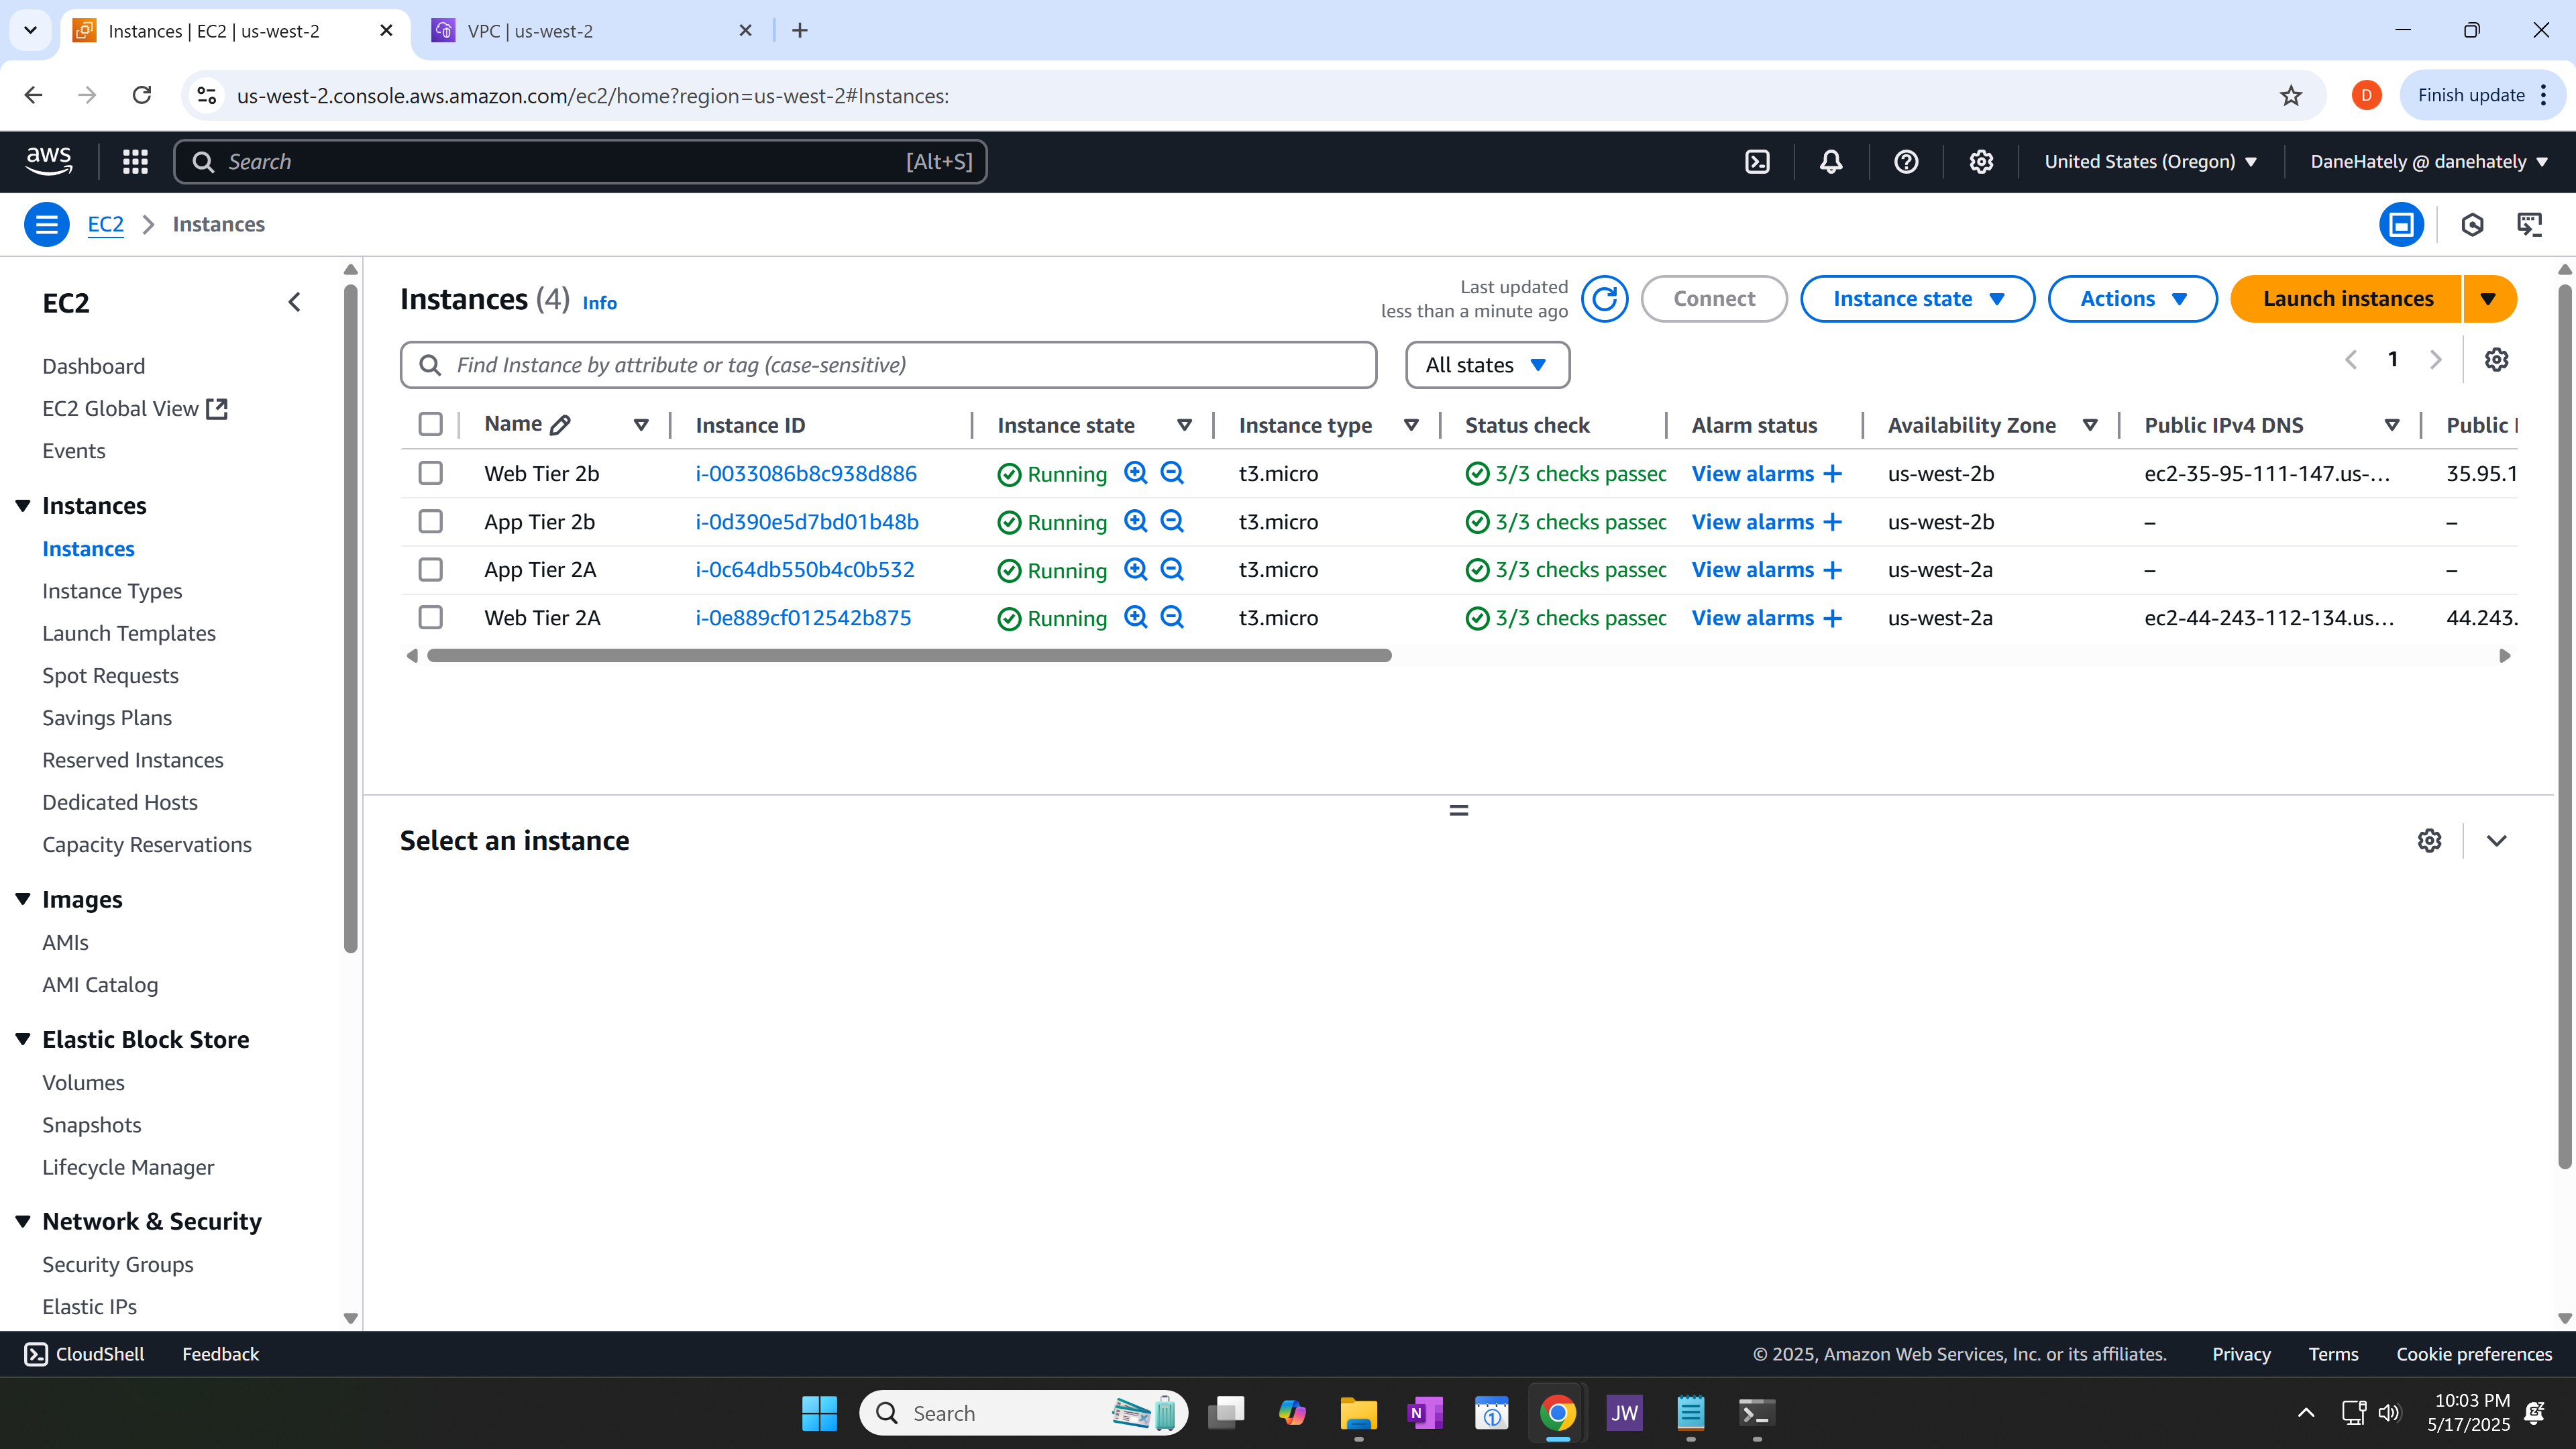 Instances | EC2 | us-west-2
VPC | us-west-2
us-west-2.console.aws.amazon.com/ec2/home?region=us-west-2#Instances:
D
Finish update
aws
Search
[Alt+S]
United States (Oregon)
DaneHately @ danehately
EC2
Instances
EC2
Dashboard
EC2 Global View
Events
Instances
Instances
Instance Types
Launch Templates
Spot Requests
Savings Plans
Reserved Instances
Dedicated Hosts
Capacity Reservations
Images
AMIs
AMI Catalog
Elastic Block Store
Volumes
Snapshots
Lifecycle Manager
Network & Security
Security Groups
Elastic IPs
Instances (4) Info
Last updated
less than a minute ago
Connect
Instance state
Actions
Launch instances
Find Instance by attribute or tag (case-sensitive)
All states
1
Name Instance ID Instance state Instance type Status check Alarm status Availability Zone Public IPv4 DNS Public I
Web Tier 2b i-0033086b8c938d886 Running t3.micro 3/3 checks passec View alarms + us-west-2b ec2-35-95-111-147.us-... 35.95.1
App Tier 2b i-0d390e5d7bd01b48b Running t3.micro 3/3 checks passec View alarms + us-west-2b – –
App Tier 2A i-0c64db550b4c0b532 Running t3.micro 3/3 checks passec View alarms + us-west-2a – –
Web Tier 2A i-0e889cf012542b875 Running t3.micro 3/3 checks passec View alarms + us-west-2a ec2-44-243-112-134.us... 44.243.
Select an instance
CloudShell
Feedback
© 2025, Amazon Web Services, Inc. or its affiliates.
Privacy
Terms
Cookie preferences
Search
N
1
JW
10:03 PM
5/17/2025